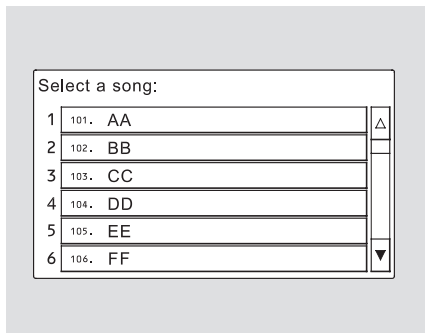 Select a song:
1 101. AA
2 102. BB
3 103. CC
4 104. DD
5 105. EE
6 106. FF